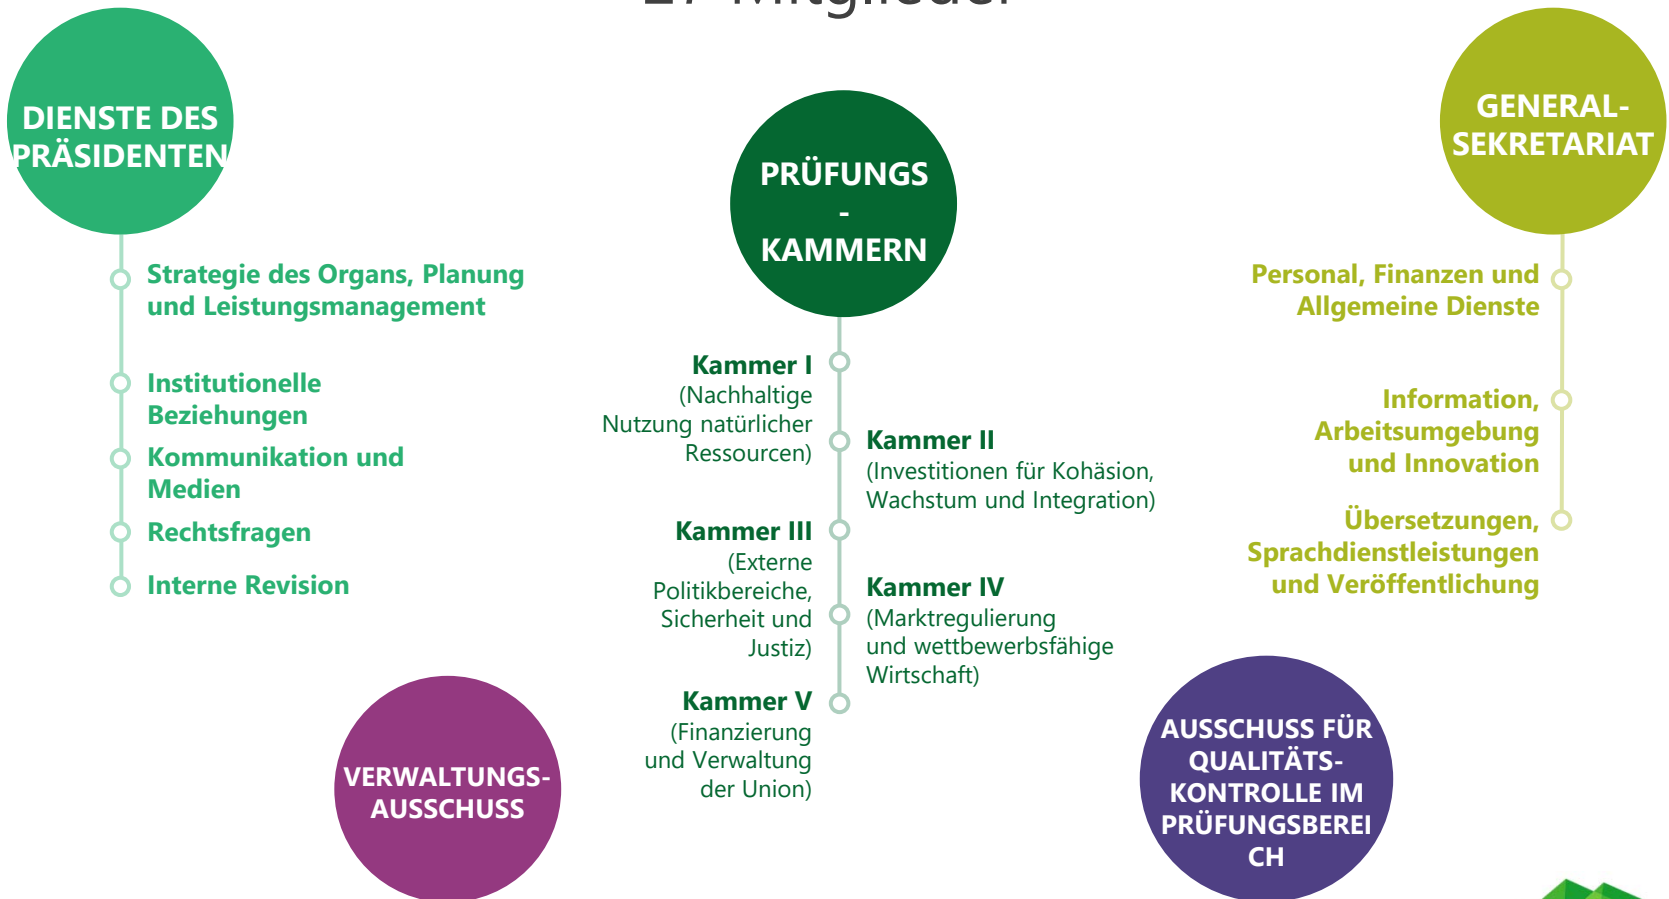 27 Mitglieder
DIENSTE DES
PRÄSIDENTEN
Strategie des Organs, Planung
und Leistungsmanagement
Institutionelle
Beziehungen
Kommunikation und
Medien
Rechtsfragen
Interne Revision
PRÜFUNGS
-
KAMMERN
Kammer I
(Nachhaltige
Nutzung natürlicher
Ressourcen)
Kammer II
(Investitionen für Kohäsion,
Wachstum und Integration)
Kammer III
(Externe
Politikbereiche,
Sicherheit und
Justiz)
Kammer IV
(Marktregulierung
und wettbewerbsfähige
Wirtschaft)
Kammer V
(Finanzierung
und Verwaltung
der Union)
GENERAL-
SEKRETARIAT
Personal, Finanzen und
Allgemeine Dienste
Information,
Arbeitsumgebung
und Innovation
Übersetzungen,
Sprachdienstleistungen
und Veröffentlichung
VERWALTUNGS-
AUSSCHUSS
AUSSCHUSS FÜR
QUALITÄTS-
KONTROLLE IM
PRÜFUNGSBEREI
CH